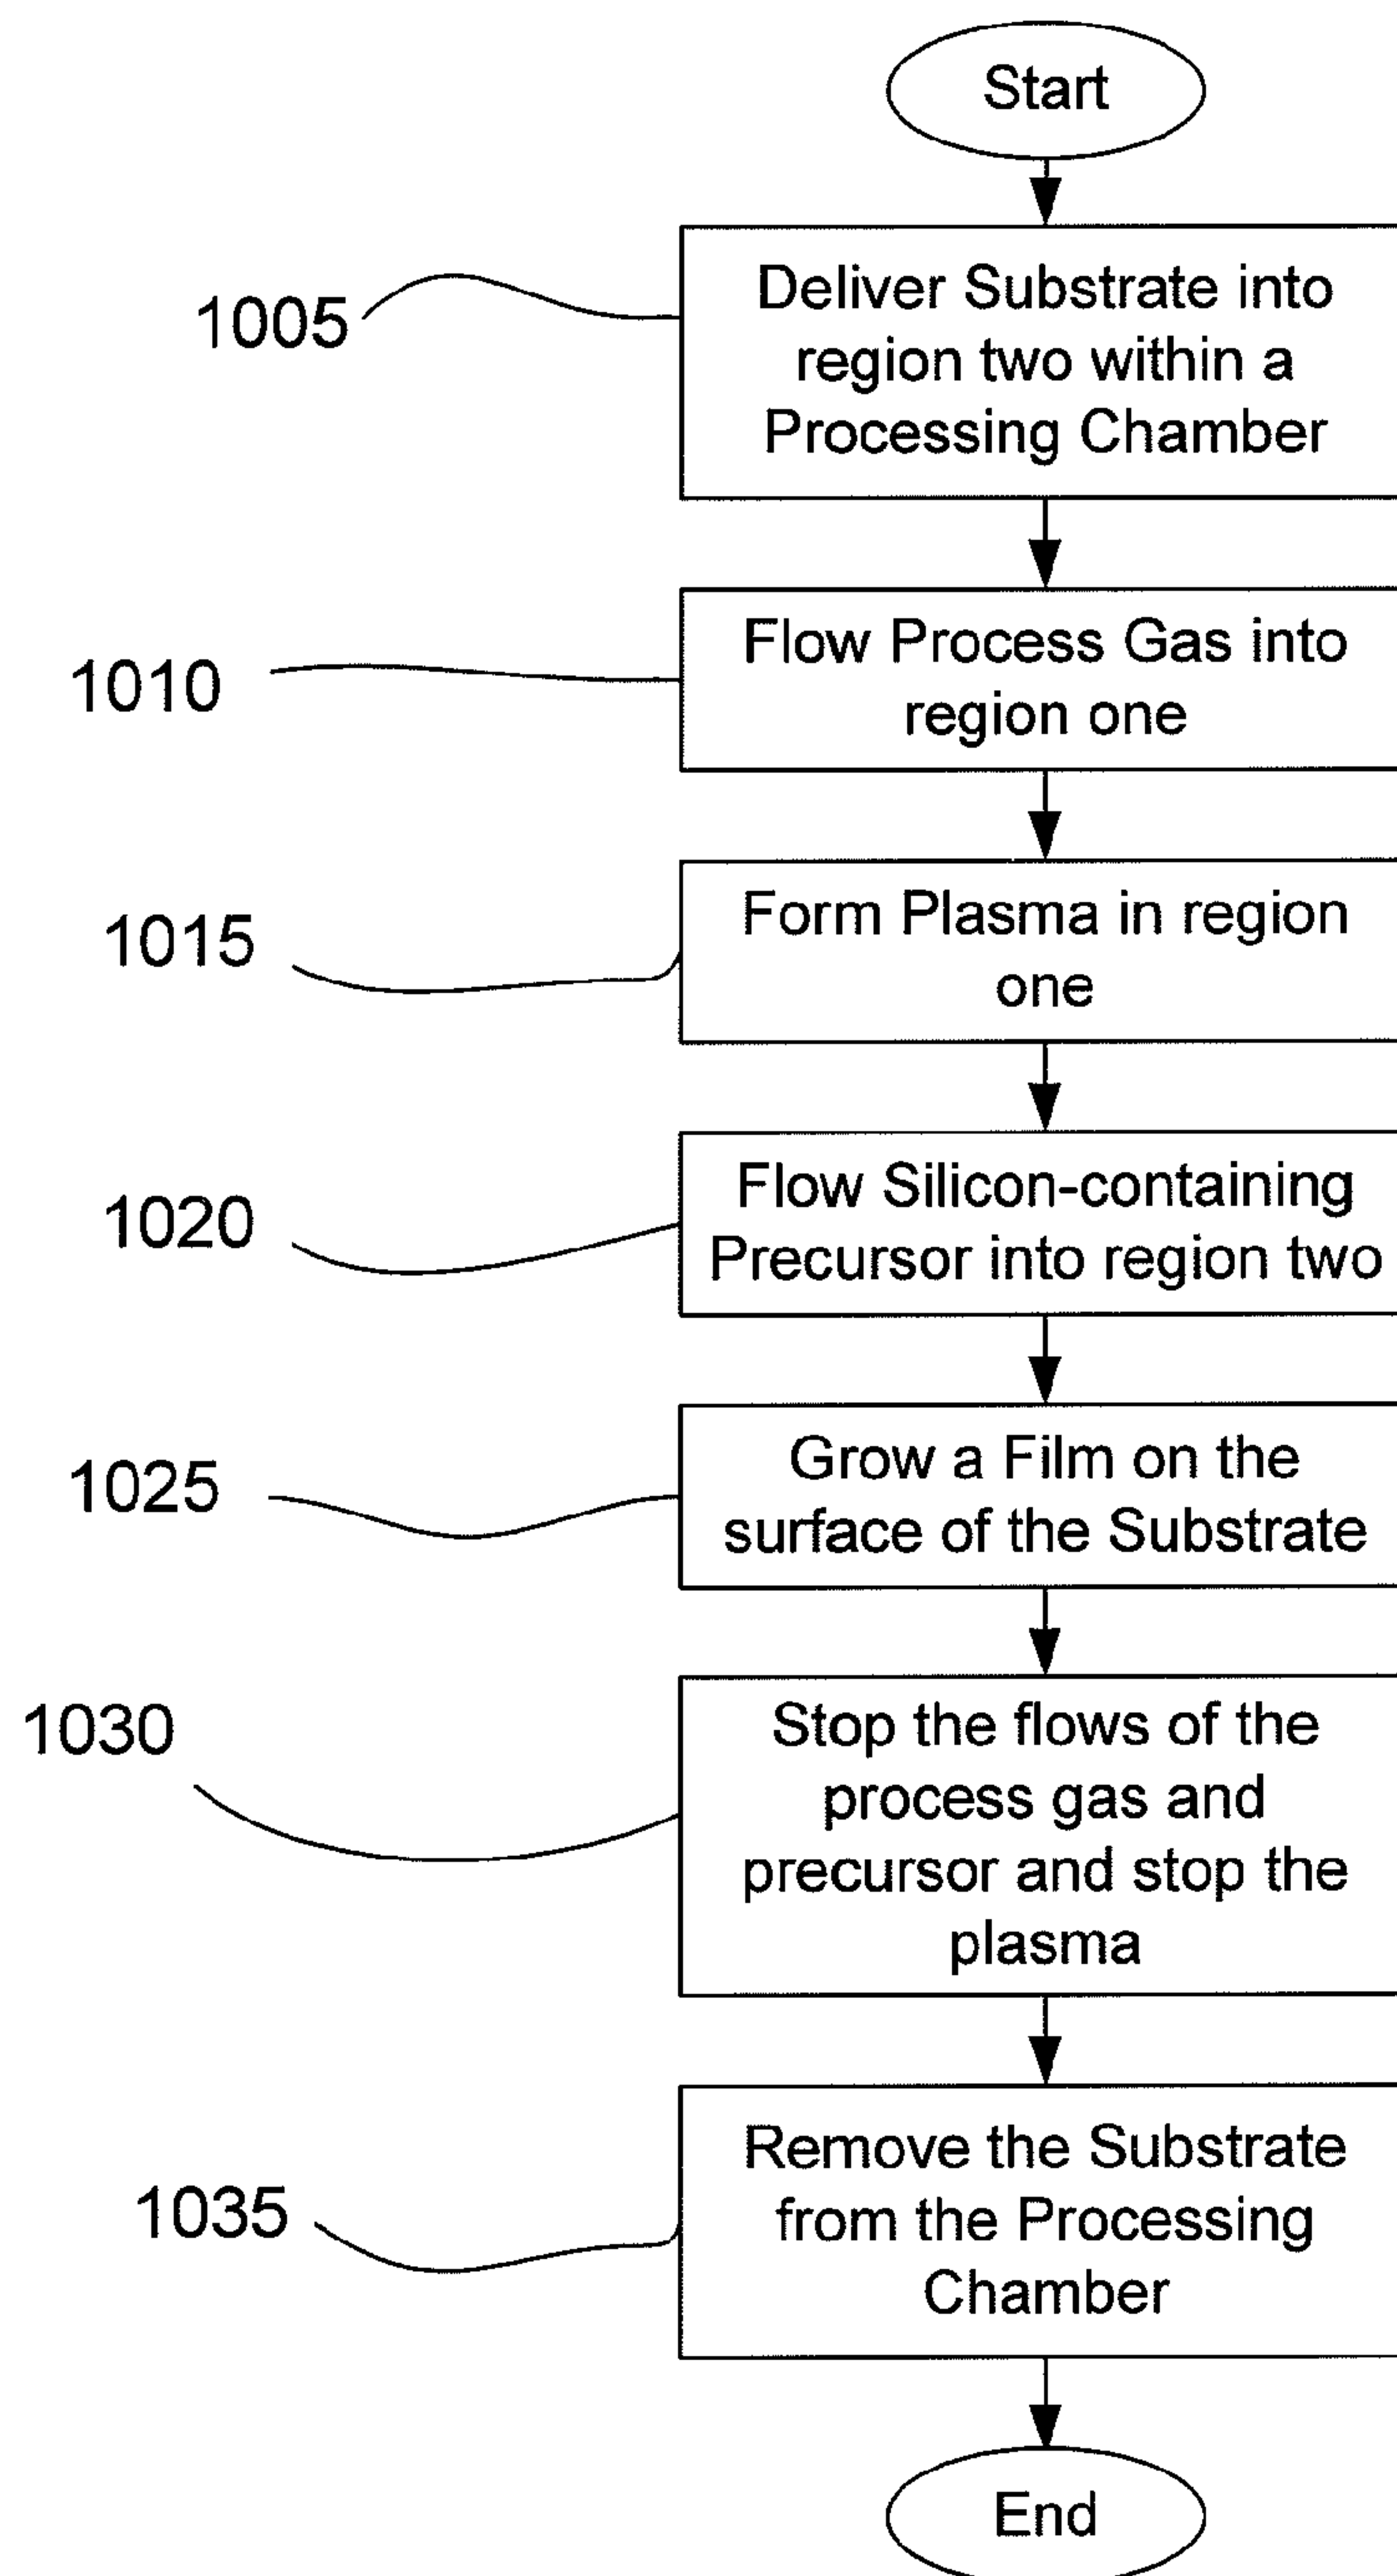 Start
1005
Deliver Substrate into
region two within a
Processing Chamber
1010
Flow Process Gas into
region one
1015
Form Plasma in region
one
1020
Flow Silicon-containing
Precursor into region two
1025
Grow a Film on the
surface of the Substrate
1030
Stop the flows of the
process gas and
precursor and stop the
plasma
1035
Remove the Substrate
from the Processing
Chamber
End